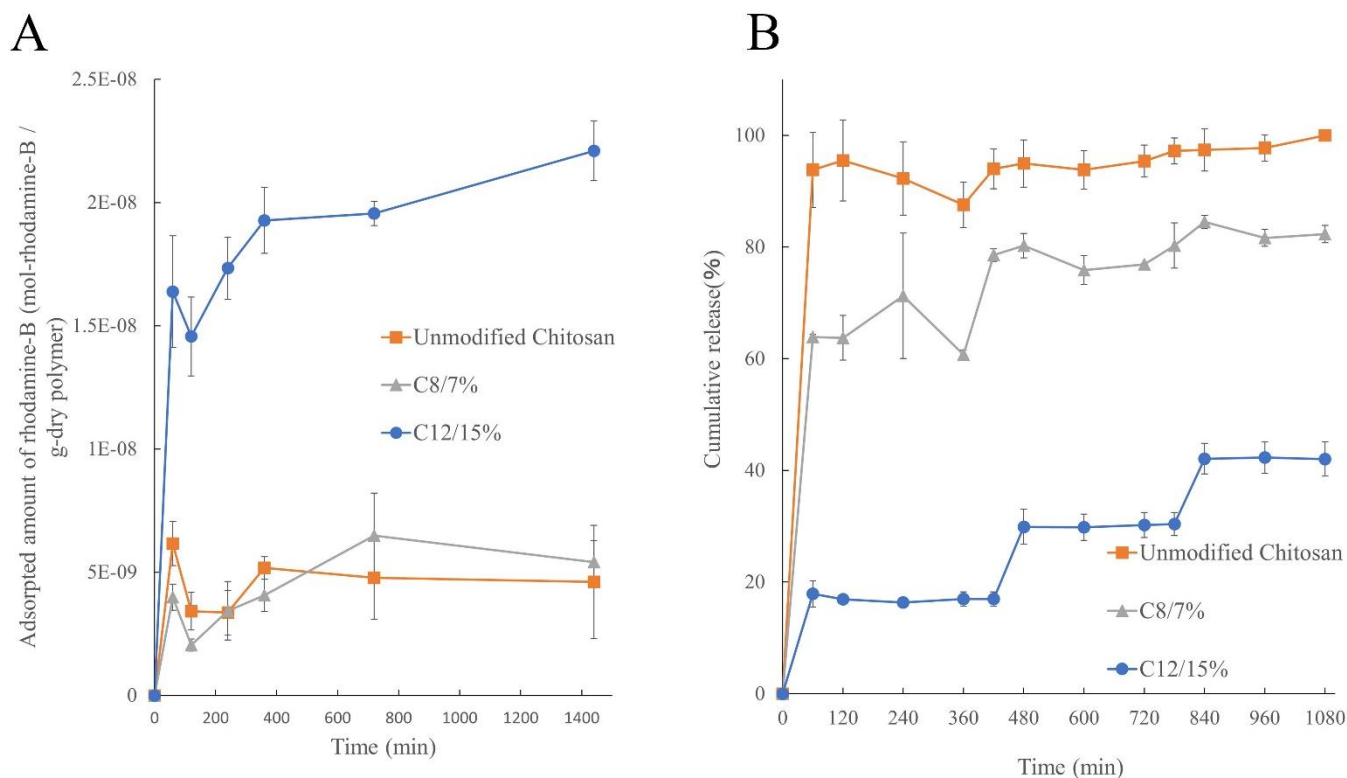 A
2.5E-08
2E-08
1.5E-08
1E-08
5E-09
0
Adsorpted amount of rhodamine-B (mol-rhodamine-B /
g-dry polymer)
Unmodified Chitosan
C8/7%
C12/15%
0 200 400 600 800 1000 1200 1400
Time (min)
B
100
80
60
40
20
0
Cumulative release(%)
Unmodified Chitosan
C8/7%
C12/15%
0 120 240 360 480 600 720 840 960 1080
Time (min)